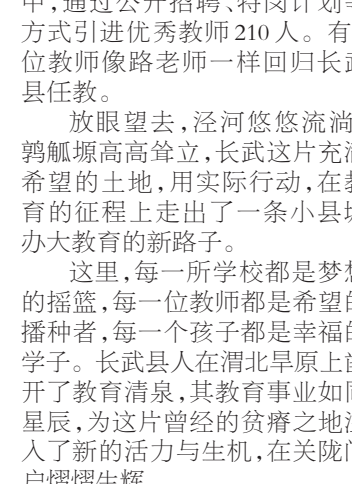 中,通过公开招聘、特岗计划等
方式引进优秀教师210人。有
位教师像路老师一样回归长武
县任教。
放眼望去,泾河悠悠流淌
鹑觚塬高高耸立,长武这片充满
希望的土地,用实际行动,在教
育的征程上走出了一条小县城
办大教育的新路子。
这里,每一所学校都是梦想
的摇篮,每一位教师都是希望的
播种者,每一个孩子都是幸福的
学子。长武县人在渭北旱原上
开了教育清泉,其教育事业如同
星辰,为这片曾经的贫瘠之地注
入了新的活力与生机,在关陇门
户熠熠生辉